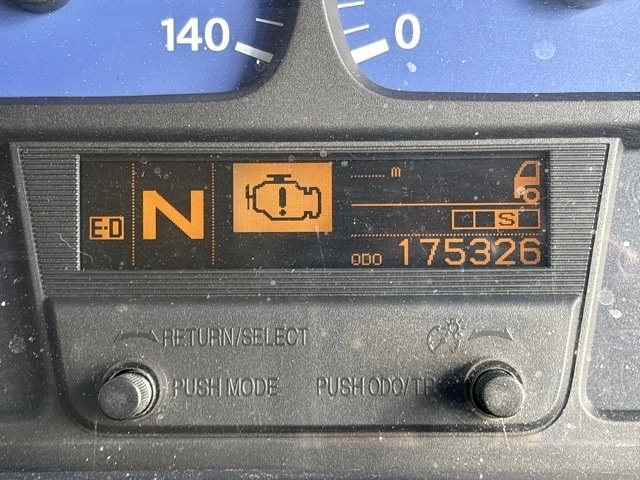 140
0
m
E-D
N
S
ODO 175326
RETURN/SELECT
PUSH MODE
PUSH ODO/TR